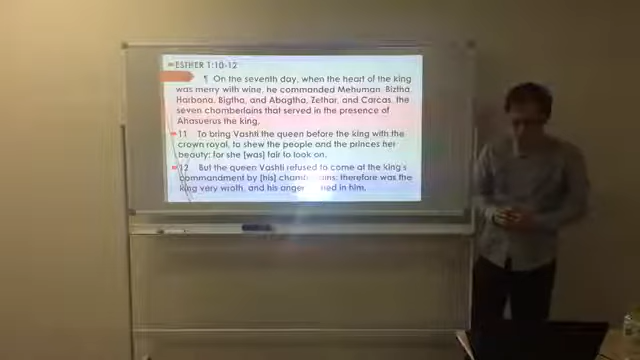 ESTHER 1:10-12
¶ On the seventh day, when the heart of the king
was merry with wine, he commanded Mehuman, Biztha,
Harbona, Bigtha, and Abagtha, Zethar, and Carcas, the
seven chamberlains that served in the presence of
Ahasuerus the king,
11 To bring Vashti the queen before the king with the
crown royal, to shew the people and the princes her
beauty: for she [was] fair to look on.
12 But the queen Vashti refused to come at the king's
commandment by [his] : therefore was the
king very wroth, and his in him.